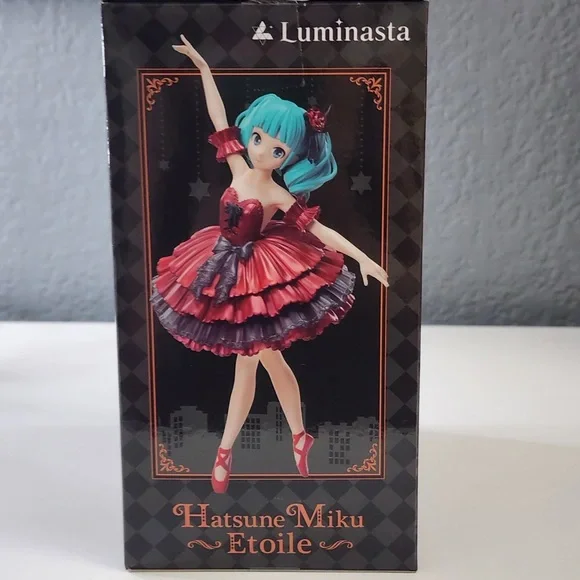 Luminasta
Hatsune Miku
~ Etoile ~